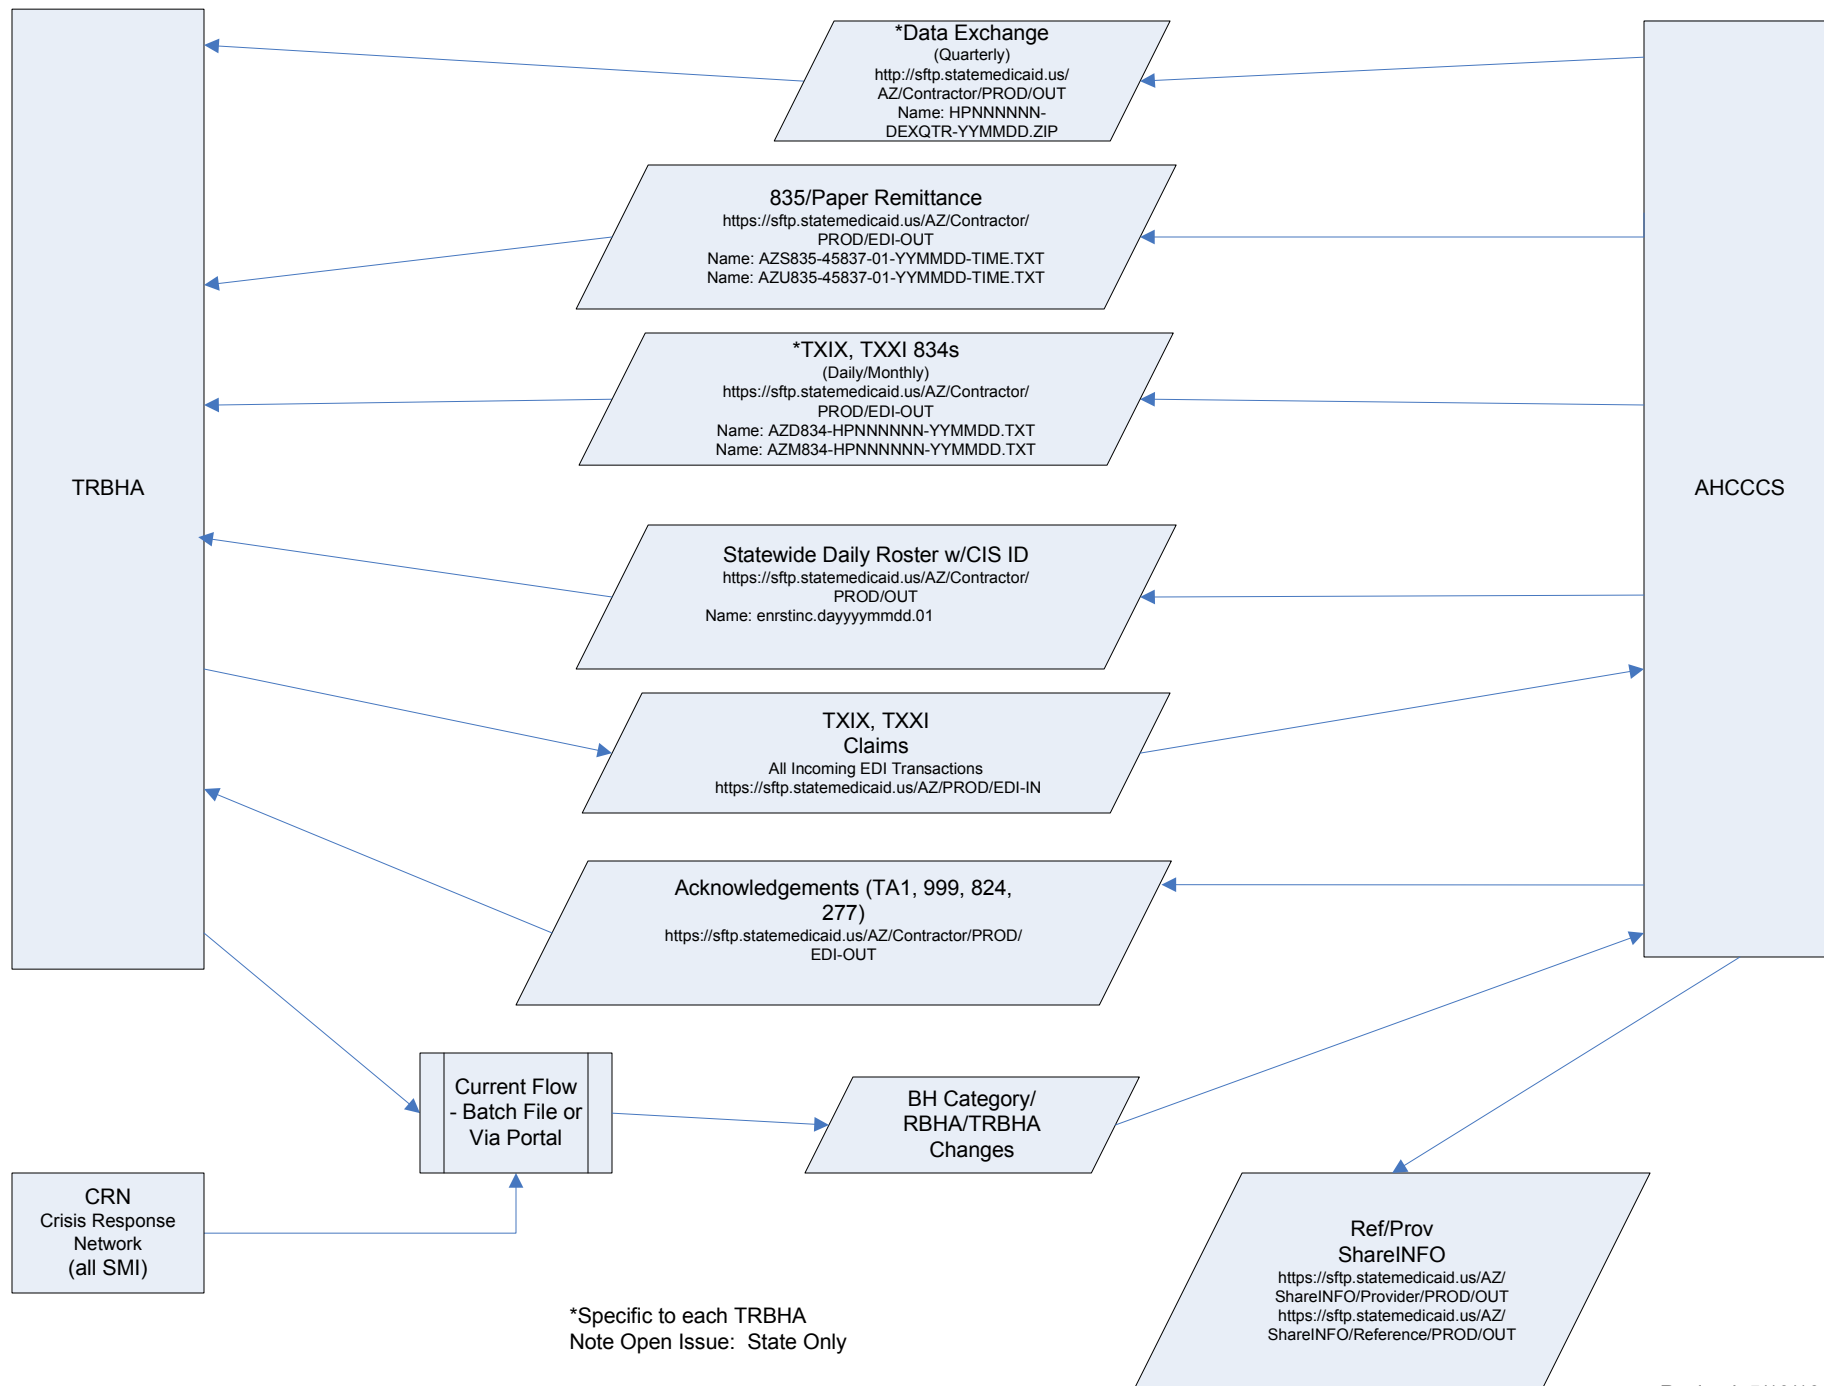 *Data Exchange
(Quarterly)
http://sftp.statemedicaid.us/
AZ/Contractor/PROD/OUT
Name: HPNNNNNN-
DEXQTR-YYMMDD.ZIP
835/Paper Remittance
https://sftp.statemedicaid.us/AZ/Contractor/
PROD/EDI-OUT
Name: AZS835-45837-01-YYMMDD-TIME.TXT
Name: AZU835-45837-01-YYMMDD-TIME.TXT
*TXIX, TXXI 834s
(Daily/Monthly)
https://sftp.statemedicaid.us/AZ/Contractor/
PROD/EDI-OUT
Name: AZD834-HPNNNNNN-YYMMDD.TXT
Name: AZM834-HPNNNNNN-YYMMDD.TXT
TRBHA
AHCCCS
Statewide Daily Roster w/CIS ID
https://sftp.statemedicaid.us/AZ/Contractor/
PROD/OUT
Name: enrstinc.dayyyymmdd.01
TXIX, TXXI
Claims
All Incoming EDI Transactions
https://sftp.statemedicaid.us/AZ/PROD/EDI-IN
Acknowledgements (TA1, 999, 824,
277)
https://sftp.statemedicaid.us/AZ/Contractor/PROD/
EDI-OUT
Current Flow
- Batch File or
Via Portal
BH Category/
RBHA/TRBHA
Changes
CRN
Crisis Response
Network
(all SMI)
Ref/Prov
ShareINFO
https://sftp.statemedicaid.us/AZ/
ShareINFO/Provider/PROD/OUT
https://sftp.statemedicaid.us/AZ/
ShareINFO/Reference/PROD/OUT
*Specific to each TRBHA
Note Open Issue: State Only